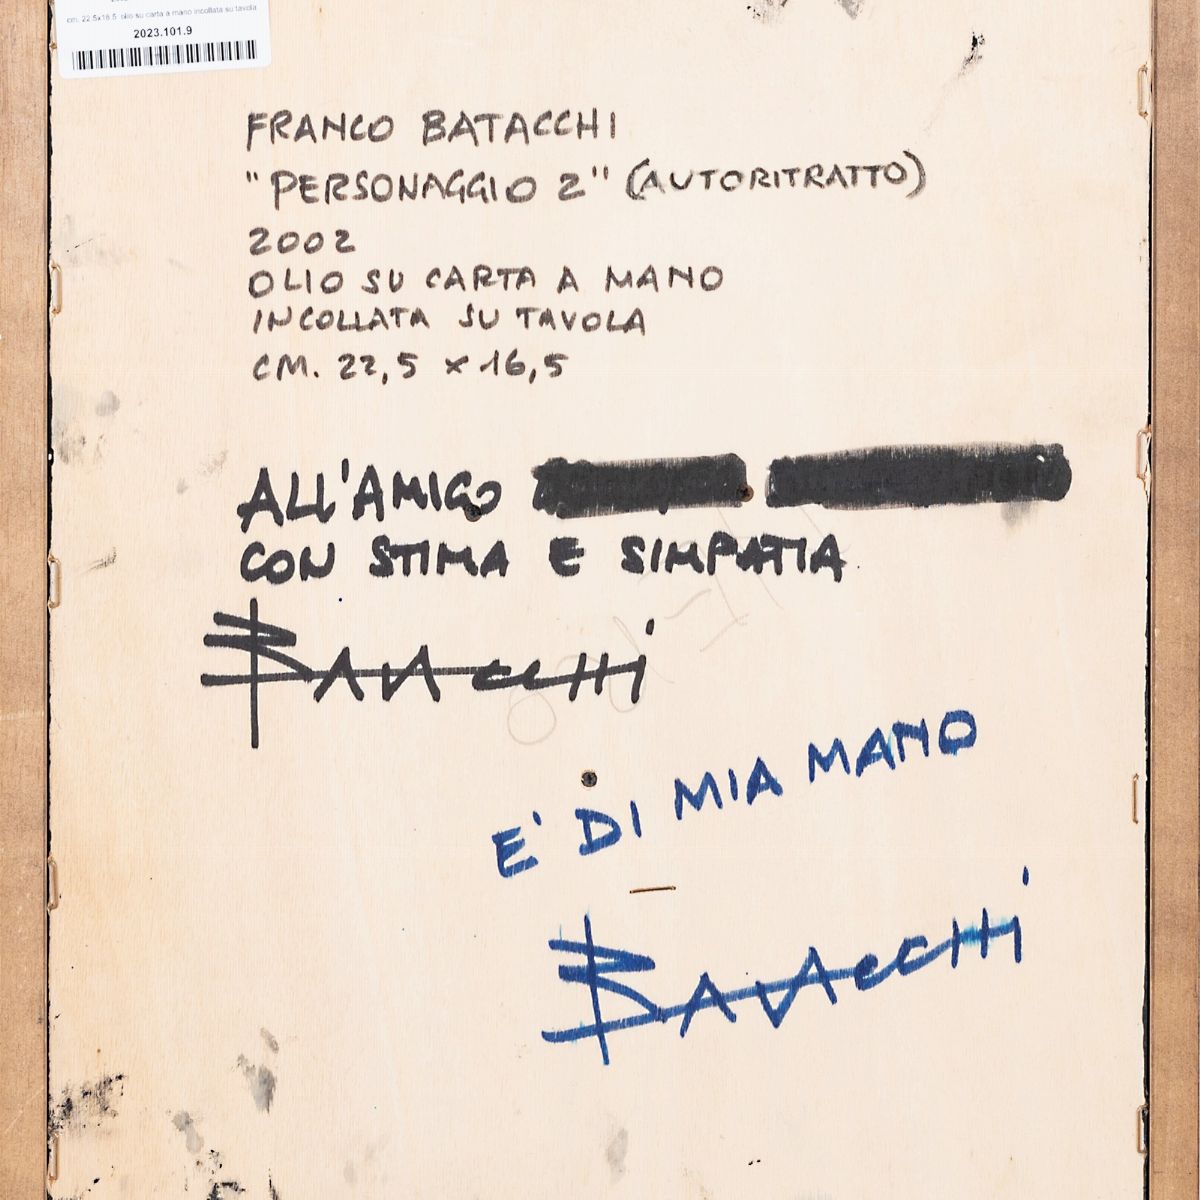 cm. 22.5x16.5 olio su carta a mano incollata su tavola
2023.101.9
FRANCO BATACCHI
"PERSONAGGIO 2" (AUTORITRATTO)
2002
OLIO SU CARTA A MANO
INCOLLATA SU TAVOLA
CM. 22,5 x 16,5
ALL'AMICO
CON STIMA E SIMPATIA
Batacchi
E' DI MIA MANO
Batacchi